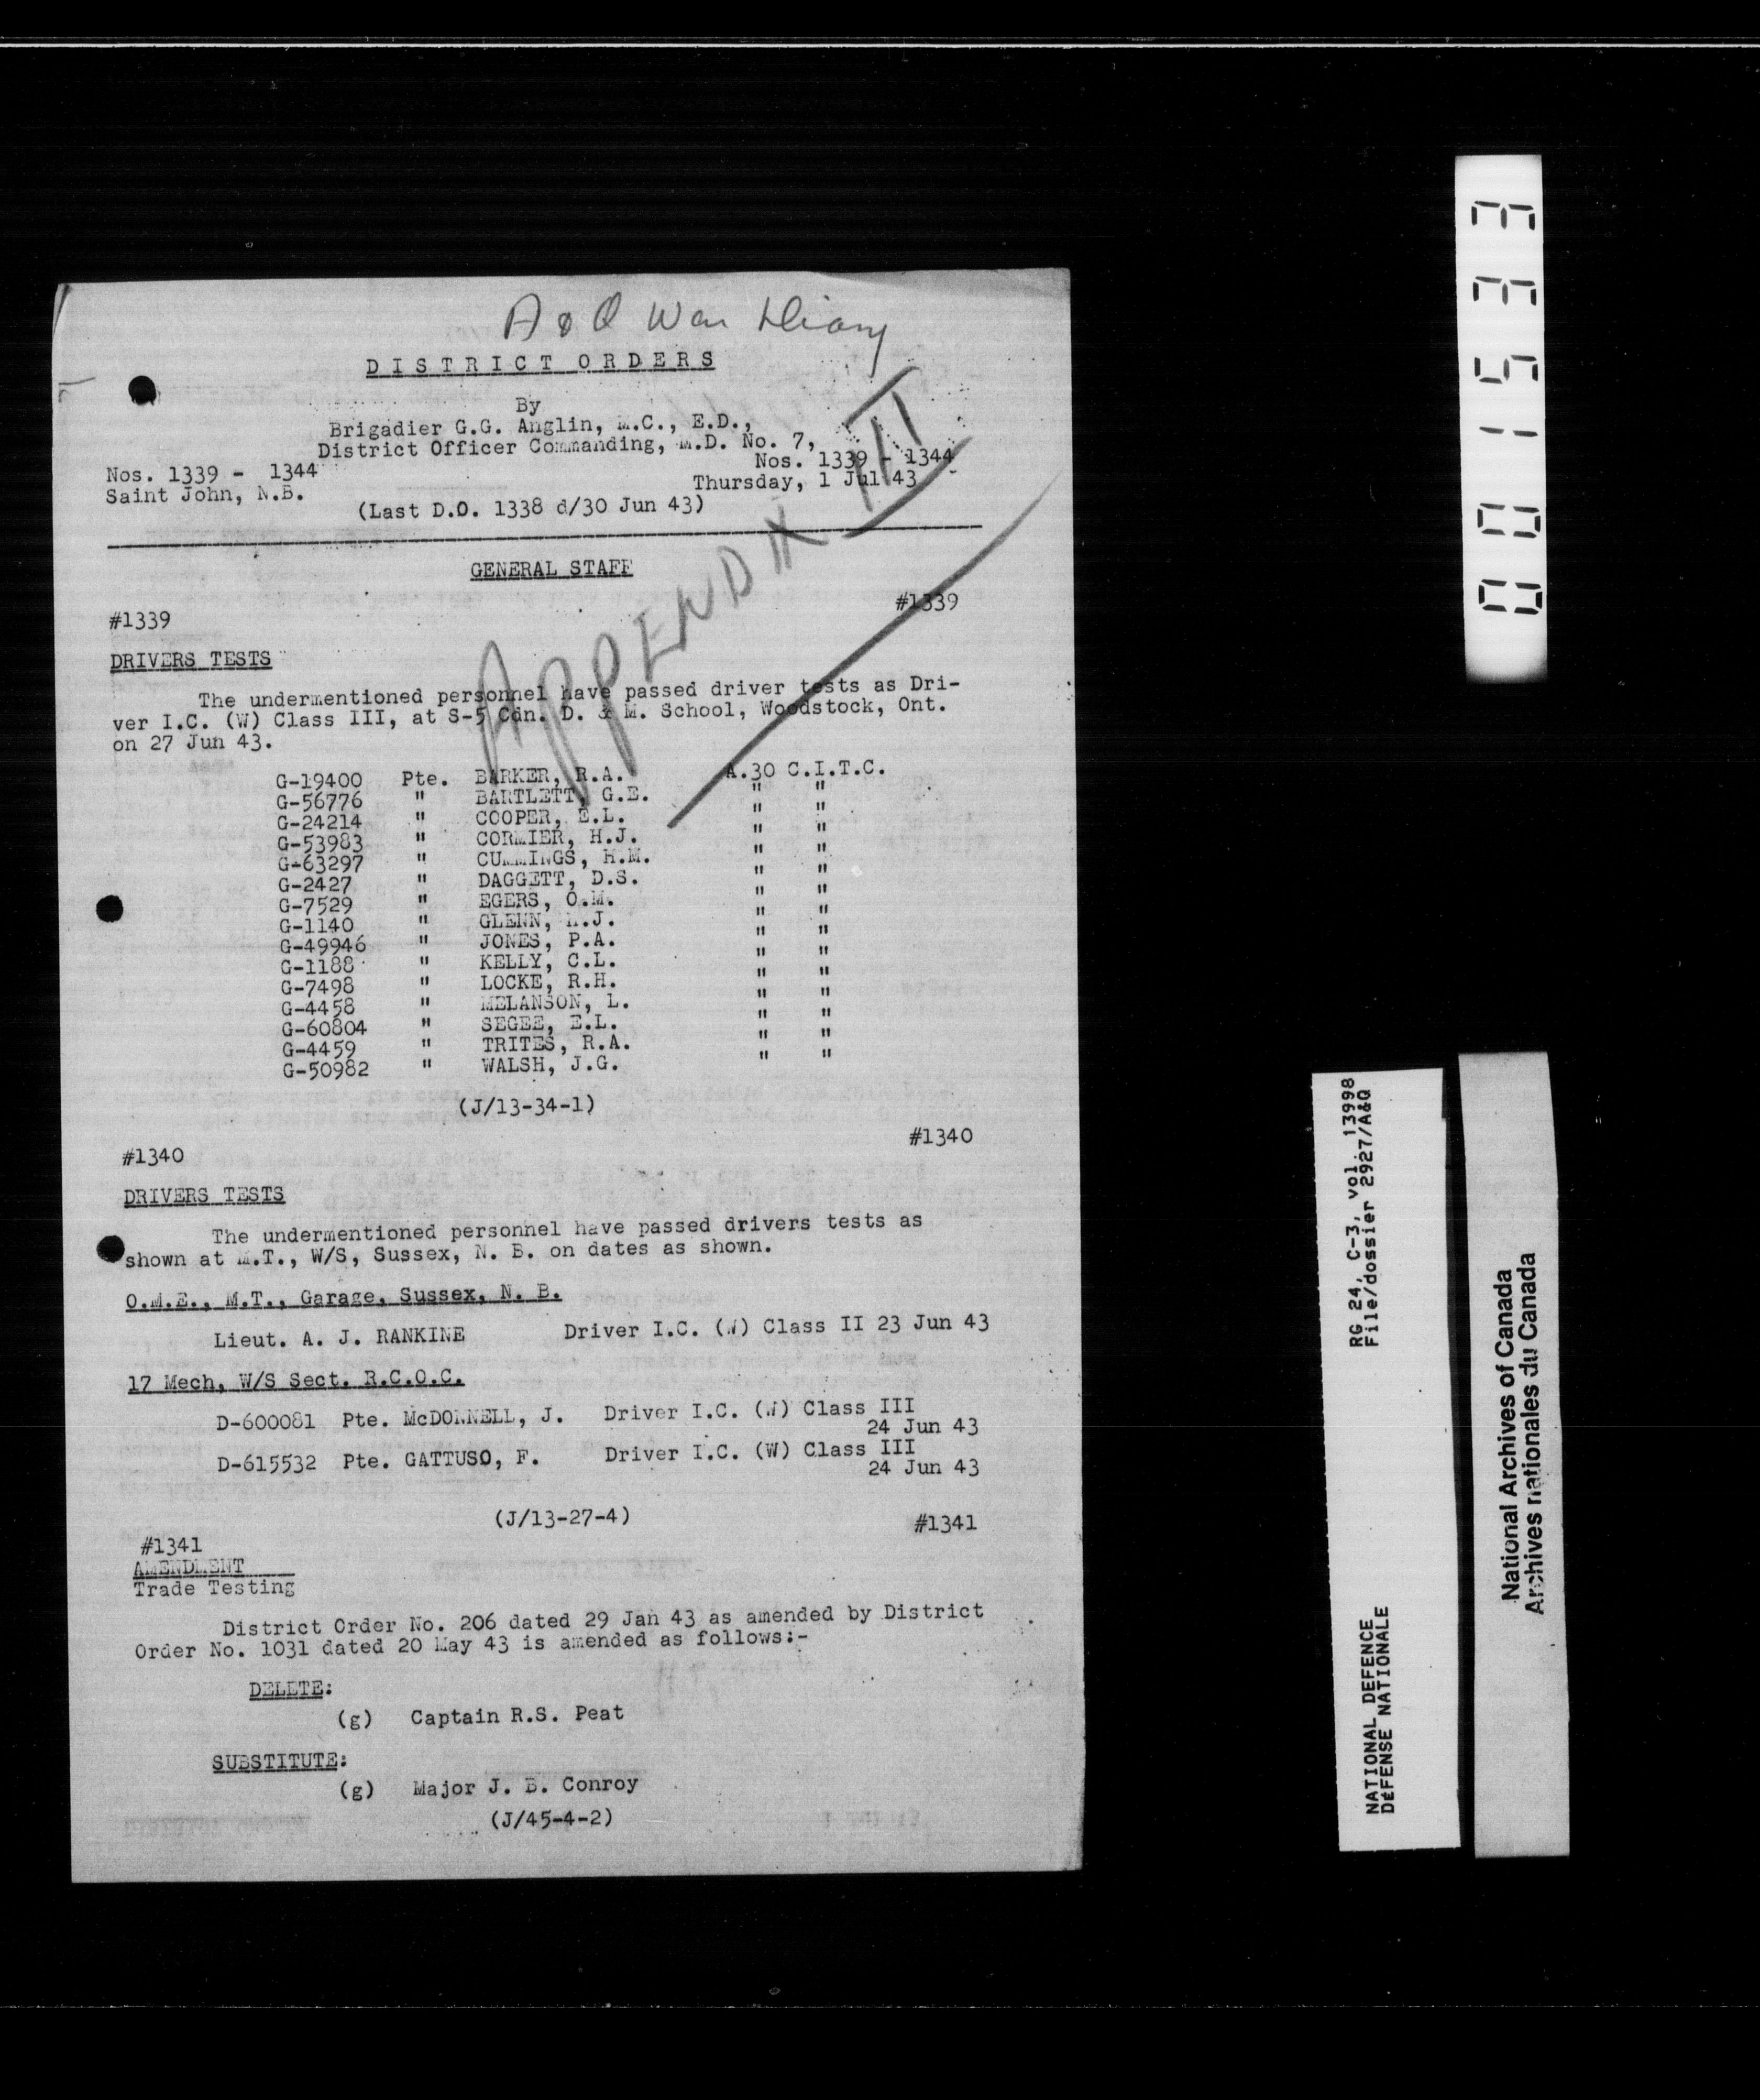 A & Q War Diary
DISTRICT ORDERS
By
Brigadier G.G. Anglin, M.C., E.D.,
District Officer Commanding, M.D. No. 7,
Nos. 1339 - 1344 Nos. 1339 - 1344
Saint John, N.B. Thursday, 1 Jul 43
(Last D.O. 1338 d/30 Jun 43)
APPENDIX III
GENERAL STAFF
#1339 #1339
DRIVERS TESTS
The undermentioned personnel have passed driver tests as Dri-
ver I.C. (W) Class III, at S-5 Cdn. D. & M. School, Woodstock, Ont.
on 27 Jun 43.
G-19400 Pte. BARKER, R.A. A.30 C.I.T.C.
G-56776 " BARTLETT, G.E. " "
G-24214 " COOPER, E.L. " "
G-53983 " CORMIER, H.J. " "
G-63297 " CUMMINGS, H.M. " "
G-2427 " DAGGETT, D.S. " "
G-7529 " EGERS, O.M. " "
G-1140 " GLENN, " "
G-49946 " JONES, P.A. " "
G-1188 " KELLY, C.L. " "
G-7498 " LOCKE, R.H. " "
G-4458 " MELANSON, L. " "
G-60804 " SEGEE, E.L. " "
G-4459 " TRITES, R.A. " "
G-50982 " WALSH, J.G. " "
(J/13-34-1)
#1340 #1340
DRIVERS TESTS
The undermentioned personnel have passed drivers tests as
shown at M.T., W/S, Sussex, N. B. on dates as shown.
O.M.E., M.T., Garage, Sussex, N. B.
Lieut. A. J. RANKINE Driver I.C. (W) Class II 23 Jun 43
17 Mech, W/S Sect. R.C.O.C.
D-600081 Pte. McDONNELL, J. Driver I.C. (W) Class III
24 Jun 43
D-615532 Pte. GATTUSO, F. Driver I.C. (W) Class III
24 Jun 43
(J/13-27-4)
#1341 #1341
AMENDMENT
Trade Testing
District Order No. 206 dated 29 Jan 43 as amended by District
Order No. 1031 dated 20 May 43 is amended as follows:-
DELETE:
(g) Captain R.S. Peat
SUBSTITUTE:
(g) Major J. B. Conroy
(J/45-4-2)
001533
RG 24, C-3, vol. 13998
File/dossier 2927/A&Q
NATIONAL DEFENCE
DÉFENSE NATIONALE
National Archives of Canada
Archives nationales du Canada